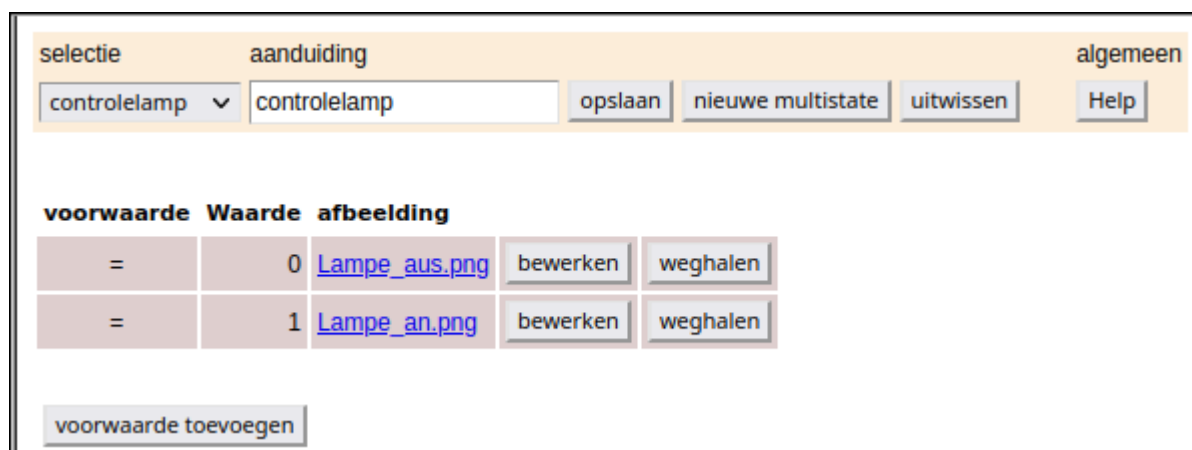 selectie aanduiding algemeen
controlelamp controlelamp opslaan nieuwe multistate uitwissen Help
voorwaarde Waarde afbeelding
= 0 Lampe_aus.png bewerken weghalen
= 1 Lampe_an.png bewerken weghalen
voorwaarde toevoegen